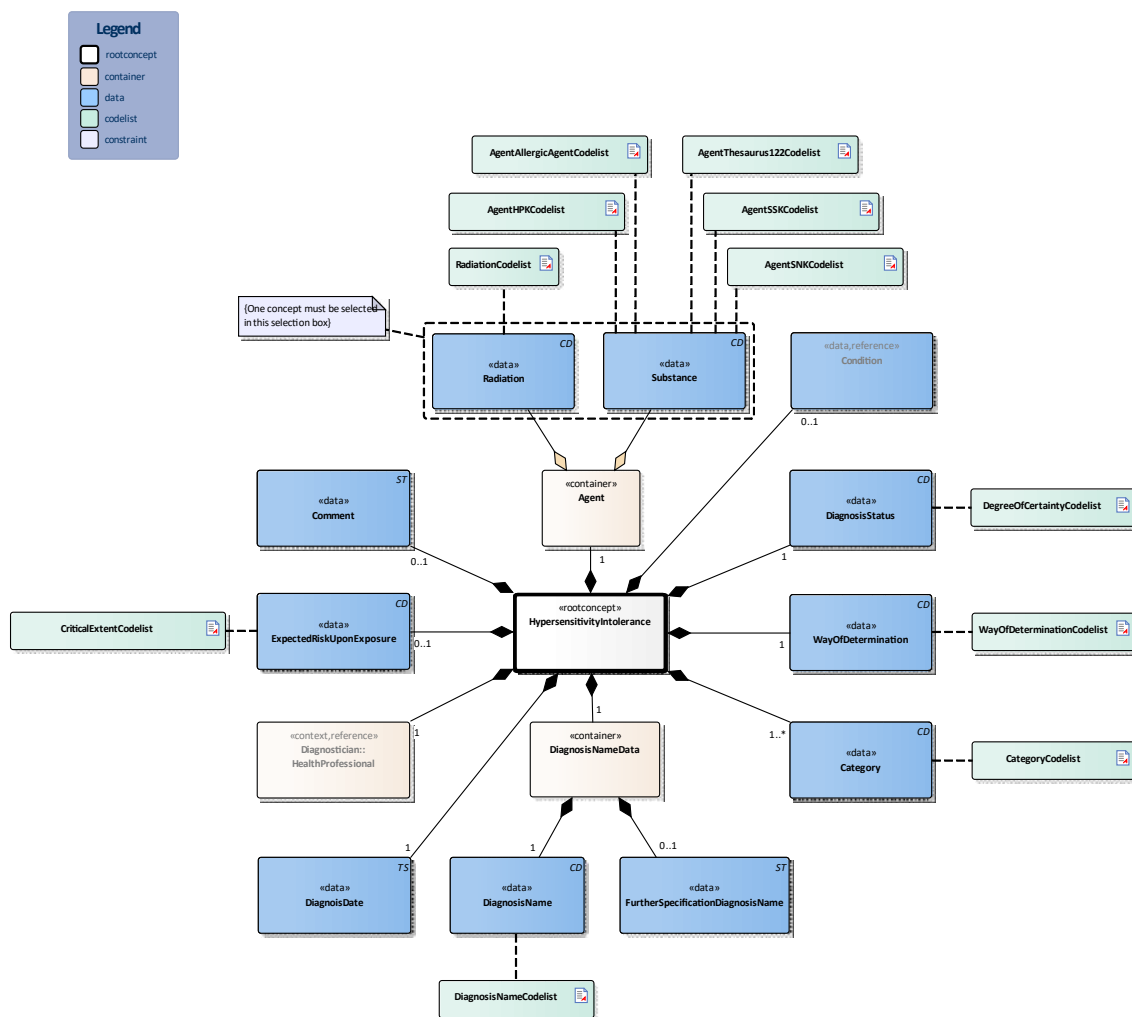 Legend
rootconcept
container
data
codelist
constraint
AgentAllergicAgentCodelist
AgentThesaurus122Codelist
AgentHPKCodelist
AgentSSKCodelist
RadiationCodelist
AgentSNKCodelist
{One concept must be selected
in this selection box}
CD
«data»
Radiation
CD
«data»
Substance
«data,reference»
Condition
0..1
«container»
Agent
1
ST
«data»
Comment
0..1
CD
«data»
DiagnosisStatus
1
DegreeOfCertaintyCodelist
«rootconcept»
HypersensitivityIntolerance
CriticalExtentCodelist
CD
«data»
ExpectedRiskUponExposure
0..1
CD
«data»
WayOfDetermination
1
WayOfDeterminationCodelist
«context,reference»
Diagnostician::
HealthProfessional
1
1
«container»
DiagnosisNameData
1..*
CD
«data»
Category
CategoryCodelist
1
TS
«data»
DiagnoisDate
1
CD
«data»
DiagnosisName
0..1
ST
«data»
FurtherSpecificationDiagnosisName
DiagnosisNameCodelist